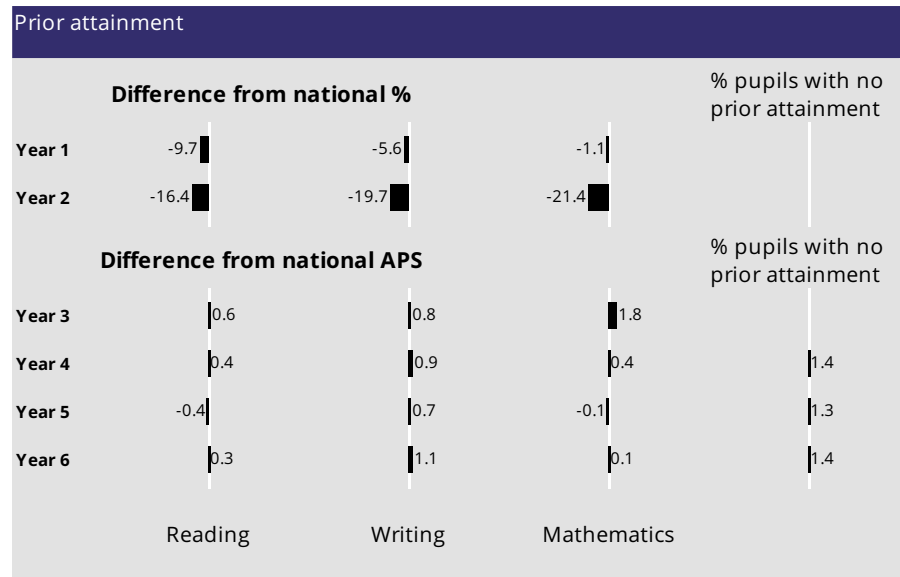 Prior attainment
Difference from national %
% pupils with no
prior attainment
Year 1 -9.7 -5.6 -1.1
Year 2 -16.4 -19.7 -21.4
Difference from national APS
% pupils with no
prior attainment
Year 3 0.6 0.8 1.8
Year 4 0.4 0.9 0.4 1.4
Year 5 -0.4 0.7 -0.1 1.3
Year 6 0.3 1.1 0.1 1.4
Reading Writing Mathematics